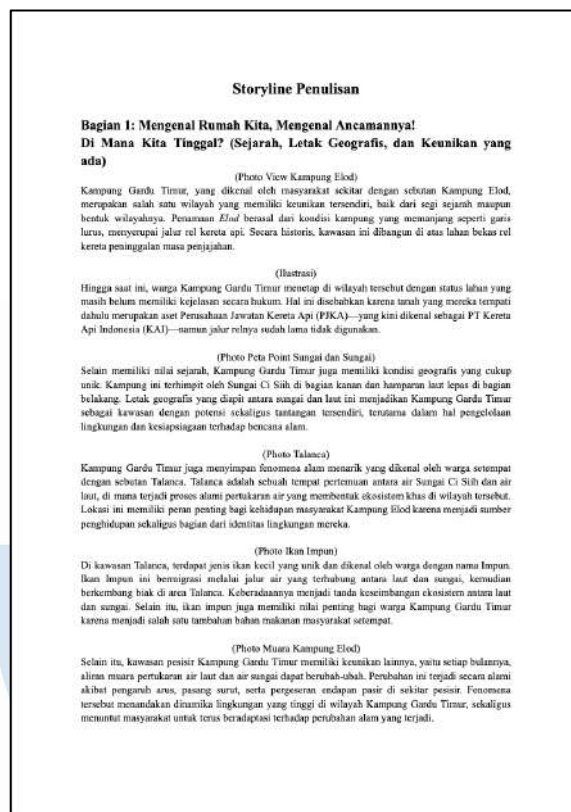 Storyline Penulisan
Bagian 1: Mengenal Rumah Kita, Mengenal Ancamannya!
Di Mana Kita Tinggal? (Sejarah, Letak Geografis, dan Keunikan yang
ada)
(Photo View Kampung Elod)
Kampung Gardu Timur, yang dikenal oleh masyarakat sekitar dengan sebutan Kampung Elod,
merupakan salah satu wilayah yang memiliki keunikan tersendiri, baik dari segi sejarah maupun
bentuk wilayahnya. Penamaan Elod berasal dari kondisi kampung yang memanjang seperti garis
lurus, menyerupai jalur rel kereta api. Secara historis, kawasan ini dibangun di atas lahan bekas rel
kereta peninggalan masa penjajahan.
(Ilustrasi)
Hingga saat ini, warga Kampung Gardu Timur menetap di wilayah tersebut dengan status lahan yang
masih belum memiliki kejelasan secara hukum. Hal ini disebabkan karena tanah yang mereka tempati
dahulu merupakan aset Perusahaan Jawatan Kereta Api (PJKA)—yang kini dikenal sebagai PT Kereta
Api Indonesia (KAI)—namun jalur relnya sudah lama tidak digunakan.
(Photo Peta Point Sungai dan Sungai)
Selain memiliki nilai sejarah, Kampung Gardu Timur juga memiliki kondisi geografis yang cukup
unik. Kampung ini terhimpit oleh Sungai Ci Siih di bagian kanan dan hamparan laut lepas di bagian
belakang. Letak geografis yang diapit antara sungai dan laut ini menjadikan Kampung Gardu Timur
sebagai kawasan dengan potensi sekaligus tantangan tersendiri, terutama dalam hal pengelolaan
lingkungan dan kesiapsiagaan terhadap bencana alam.
(Photo Talanca)
Kampung Gardu Timur juga menyimpan fenomena alam menarik yang dikenal oleh warga setempat
dengan sebutan Talanca. Talanca adalah sebuah tempat pertemuan antara air Sungai Ci Siih dan air
laut, di mana terjadi proses alami pertukaran air yang membentuk ekosistem khas di wilayah tersebut.
Lokasi ini memiliki peran penting bagi kehidupan masyarakat Kampung Elod karena menjadi sumber
penghidupan sekaligus bagian dari identitas lingkungan mereka.
(Photo Ikan Impun)
Di kawasan Talanca, terdapat jenis ikan kecil yang unik dan dikenal oleh warga dengan nama Impun.
Ikan Impun ini bermigrasi melalui jalur air yang terhubung antara laut dan sungai, kemudian
berkembang biak di area Talanca. Keberadaannya menjadi tanda keseimbangan ekosistem antara laut
dan sungai. Selain itu, ikan impun juga memiliki nilai penting bagi warga Kampung Gardu Timur
karena menjadi salah satu tambahan bahan makanan masyarakat setempat.
(Photo Muara Kampung Elod)
Selain itu, kawasan pesisir Kampung Gardu Timur memiliki keunikan lainnya, yaitu setiap bulannya,
aliran muara pertukaran air laut dan air sungai dapat berubah-ubah. Perubahan ini terjadi secara alami
akibat pengaruh arus, pasang surut, serta pergeseran endapan pasir di sekitar pesisir. Fenomena
tersebut menandakan dinamika lingkungan yang tinggi di wilayah Kampung Gardu Timur, sekaligus
menuntut masyarakat untuk terus beradaptasi terhadap perubahan alam yang terjadi.